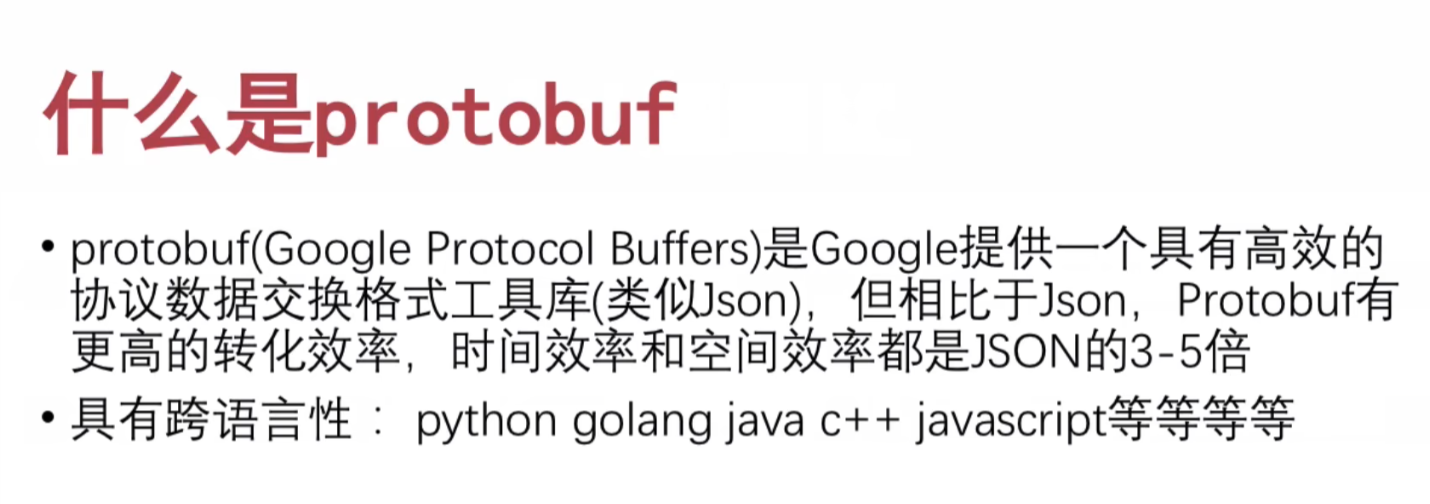 什么是protobuf
• protobuf(Google Protocol Buffers)是Google提供一个具有高效的
协议数据交换格式工具库(类似Json)，但相比于Json，Protobuf有
更高的转化效率，时间效率和空间效率都是JSON的3-5倍
• 具有跨语言性： python golang java c++ javascript等等等等